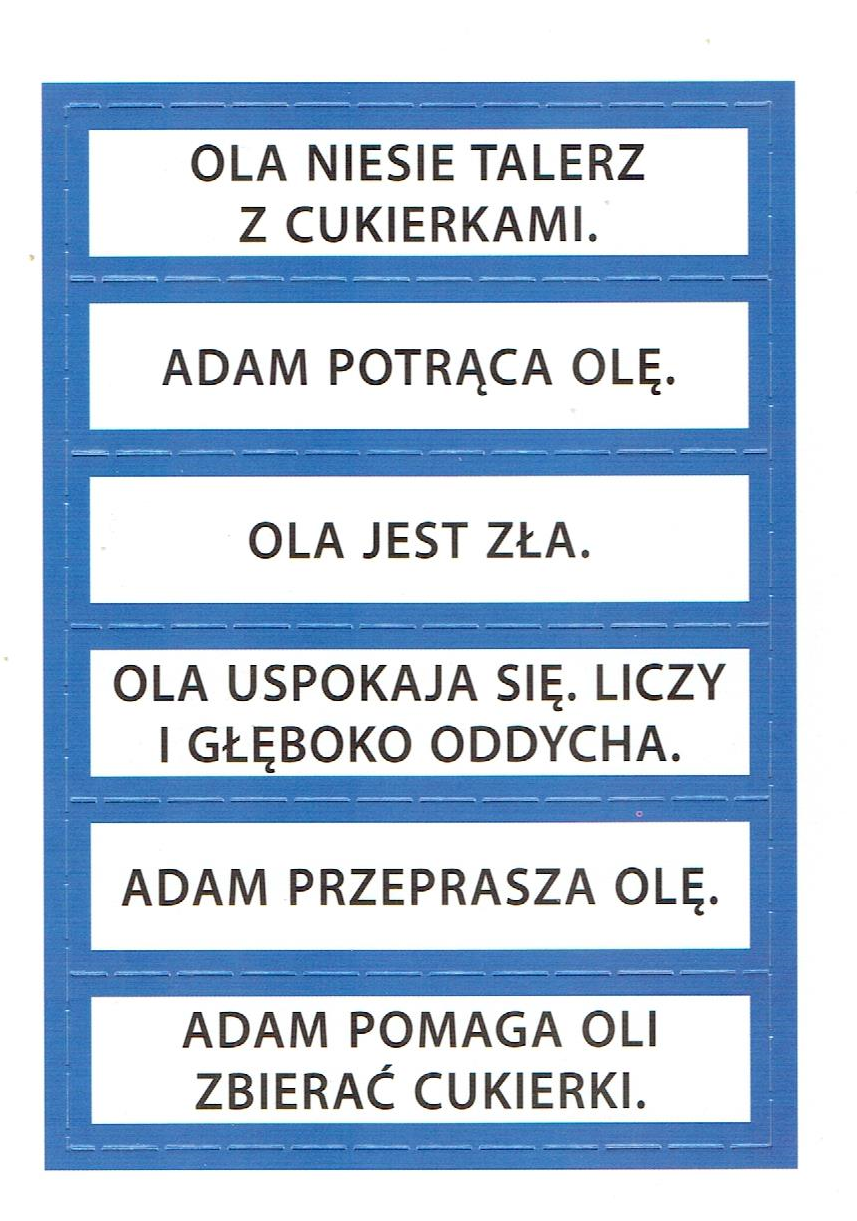 OLA NIESIE TALERZ
Z CUKIERKAMI.
ADAM POTRĄCA OLĘ.
OLA JEST ZŁA.
OLA USPOKAJA SIĘ. LICZY
I GŁĘBOKO ODDYCHA.
ADAM PRZEPRASZA OLĘ.
ADAM POMAGA OLI
ZBIERAĆ CUKIERKI.